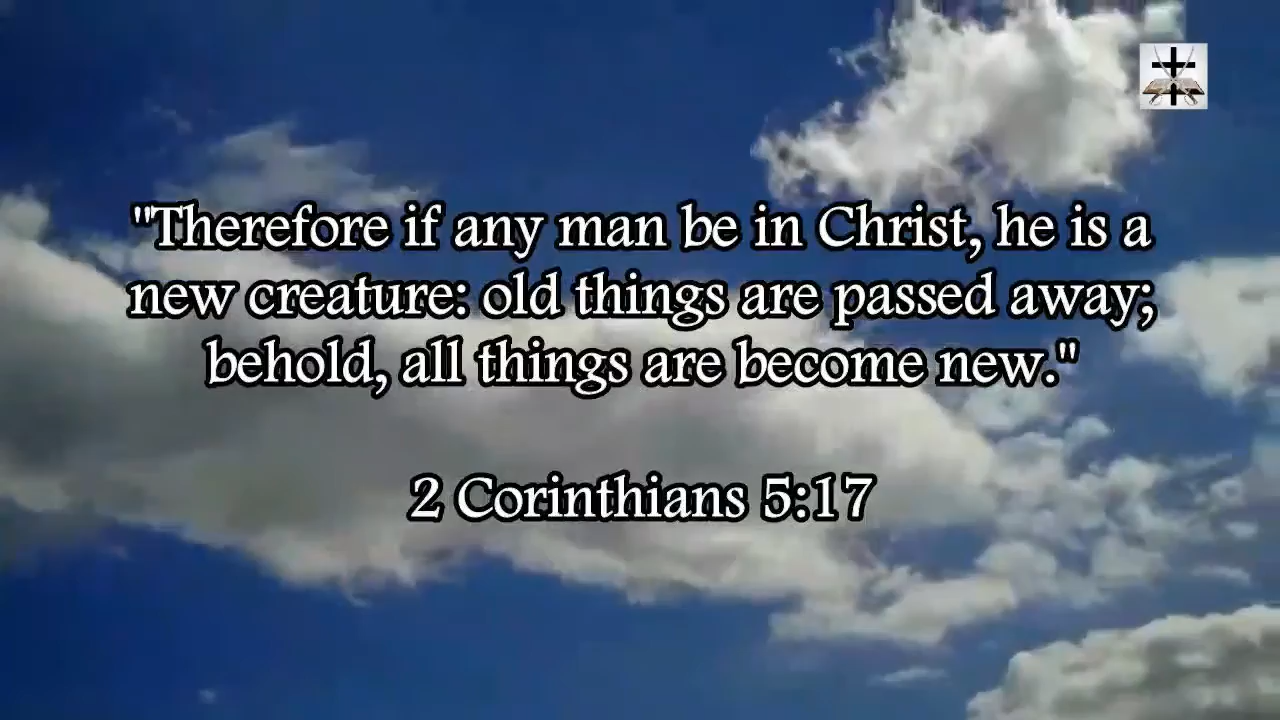 "Therefore if any man be in Christ, he is a
new creature: old things are passed away;
behold, all things are become new."
2 Corinthians 5:17